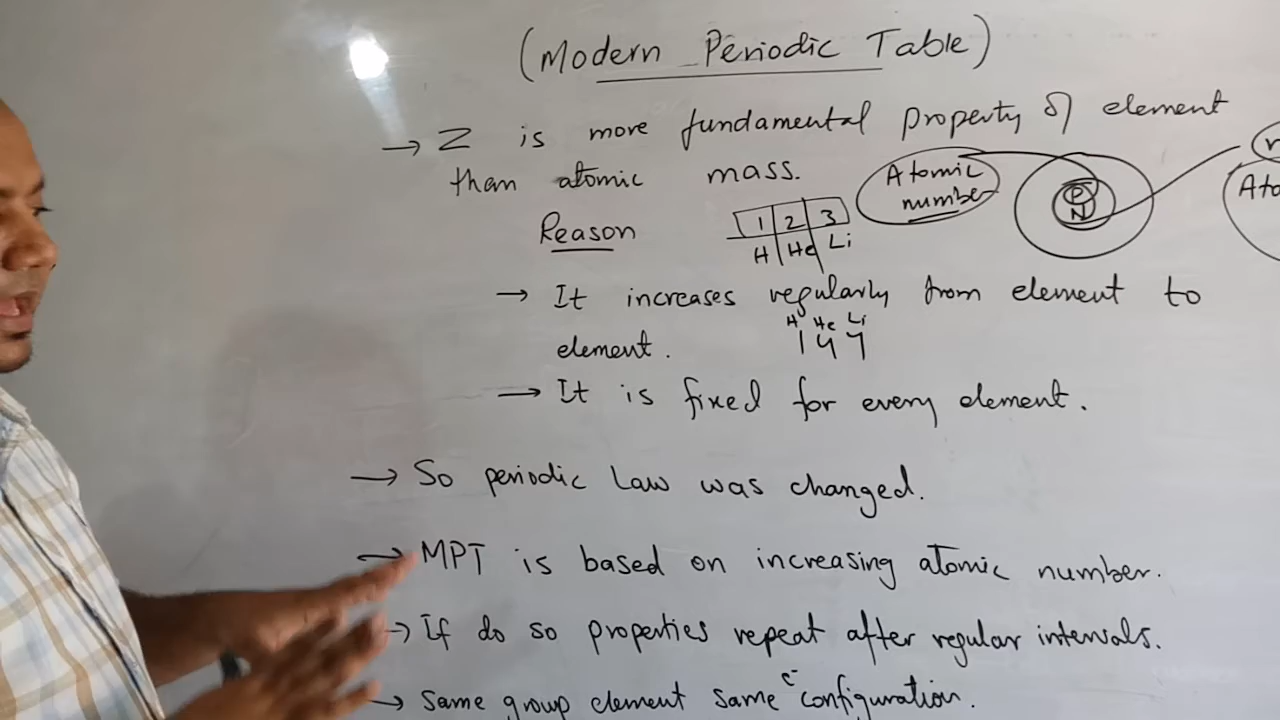 (Modern Periodic Table)
→ Z is more fundamental property of element
than atomic mass.
Atomic
number
P
N
Ato
Reason
1 2 3
H He Li
→ It increases regularly from element to
element.
H He Li
1 4 7
→ It is fixed for every element.
→ So periodic Law was changed.
→ MPT is based on increasing atomic number.
→ If do so properties repeat after regular intervals.
→ Same group element same e⁻ configuration.